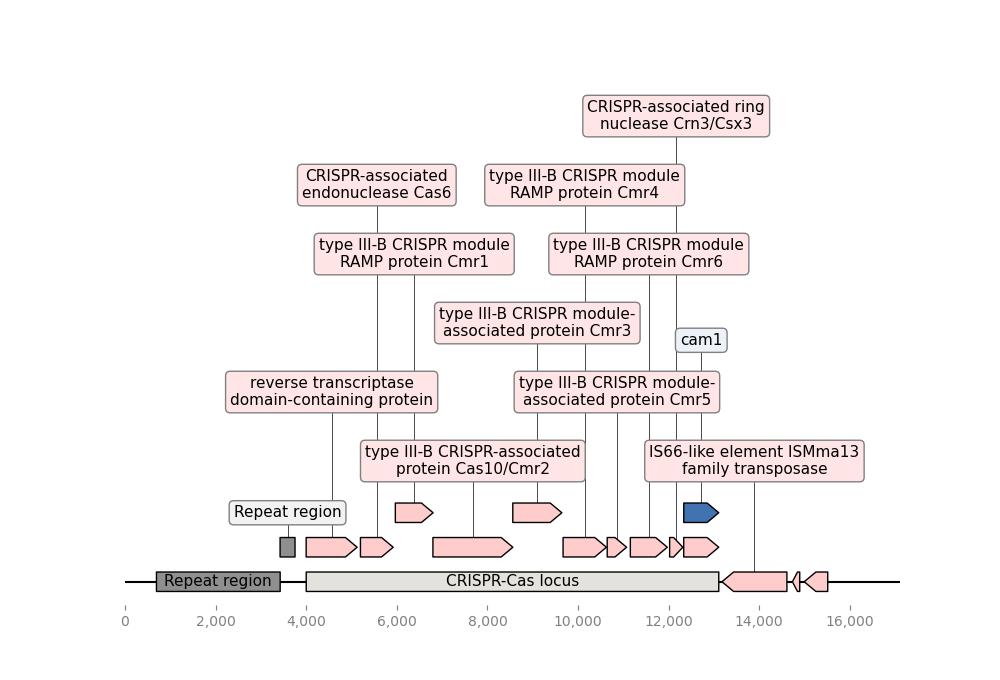 CRISPR-associated ring
nuclease Crn3/Csx3
CRISPR-associated
endonuclease Cas6
type III-B CRISPR module
RAMP protein Cmr4
type III-B CRISPR module
RAMP protein Cmr1
type III-B CRISPR module
RAMP protein Cmr6
type III-B CRISPR module-
associated protein Cmr3
cam1
reverse transcriptase
domain-containing protein
type III-B CRISPR module-
associated protein Cmr5
type III-B CRISPR-associated
protein Cas10/Cmr2
IS66-like element ISMma13
family transposase
Repeat region
Repeat region
CRISPR-Cas locus
0 2,000 4,000 6,000 8,000 10,000 12,000 14,000 16,000